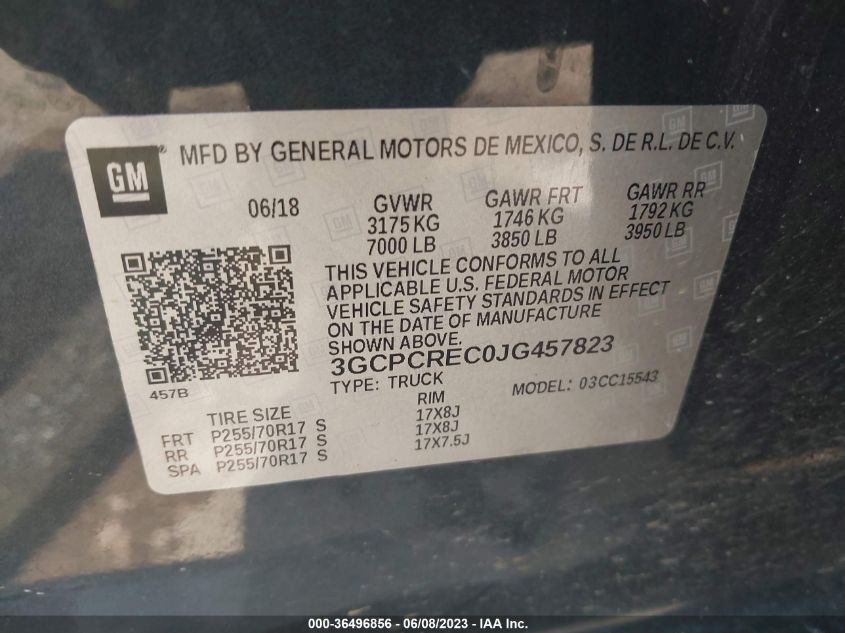 GM
® MFD BY GENERAL MOTORS DE MEXICO, S. DE R.L. DE C.V.
06/18
GVWR GAWR FRT GAWR RR
3175 KG 1746 KG 1792 KG
7000 LB 3850 LB 3950 LB
THIS VEHICLE CONFORMS TO ALL
APPLICABLE U.S. FEDERAL MOTOR
VEHICLE SAFETY STANDARDS IN EFFECT
ON THE DATE OF MANUFACTURE
SHOWN ABOVE.
3GCPCREC0JG457823
457B
TYPE: TRUCK MODEL: 03CC15543
TIRE SIZE RIM
FRT P255/70R17 S 17X8J
RR P255/70R17 S 17X8J
SPA P255/70R17 S 17X7.5J
000-36496856 - 06/08/2023 - IAA Inc.